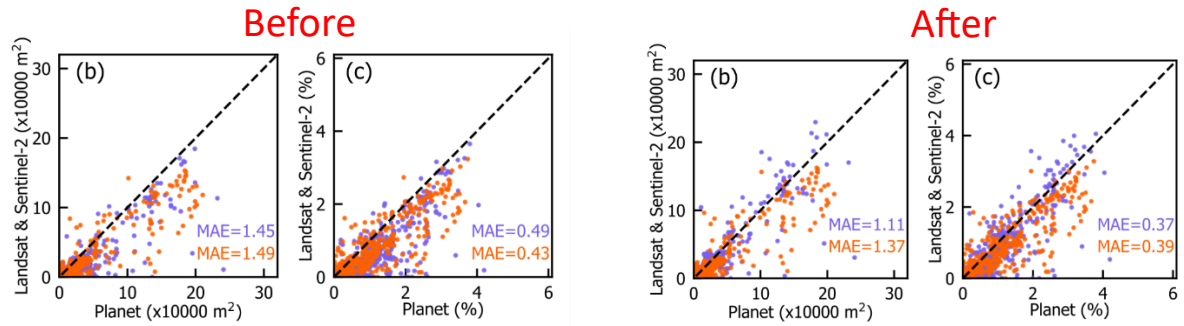 Before
After
(b)
Landsat & Sentinel-2 (x10000 m²)
30
20
10
0
MAE=1.45
MAE=1.49
0 10 20 30
Planet (x10000 m²)
(c)
Landsat & Sentinel-2 (%)
6
4
2
0
MAE=0.49
MAE=0.43
0 2 4 6
Planet (%)
(b)
Landsat & Sentinel-2 (x10000 m²)
30
20
10
0
MAE=1.11
MAE=1.37
0 10 20 30
Planet (x10000 m²)
(c)
Landsat & Sentinel-2 (%)
6
4
2
0
MAE=0.37
MAE=0.39
0 2 4 6
Planet (%)